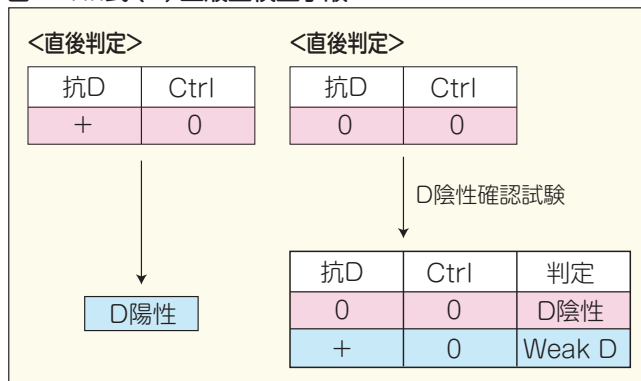 <直後判定>
抗D Ctrl
+ 0
D陽性
<直後判定>
抗D Ctrl
0 0
D陰性確認試験
抗D Ctrl 判定
0 0 D陰性
+ 0 Weak D